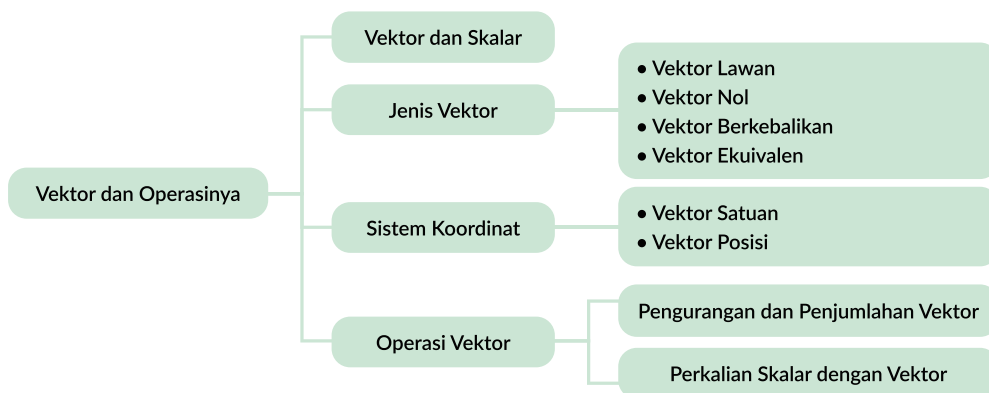 Vektor dan Operasinya
Vektor dan Skalar
Jenis Vektor
• Vektor Lawan
• Vektor Nol
• Vektor Berkebalikan
• Vektor Ekuivalen
Sistem Koordinat
• Vektor Satuan
• Vektor Posisi
Operasi Vektor
Pengurangan dan Penjumlahan Vektor
Perkalian Skalar dengan Vektor